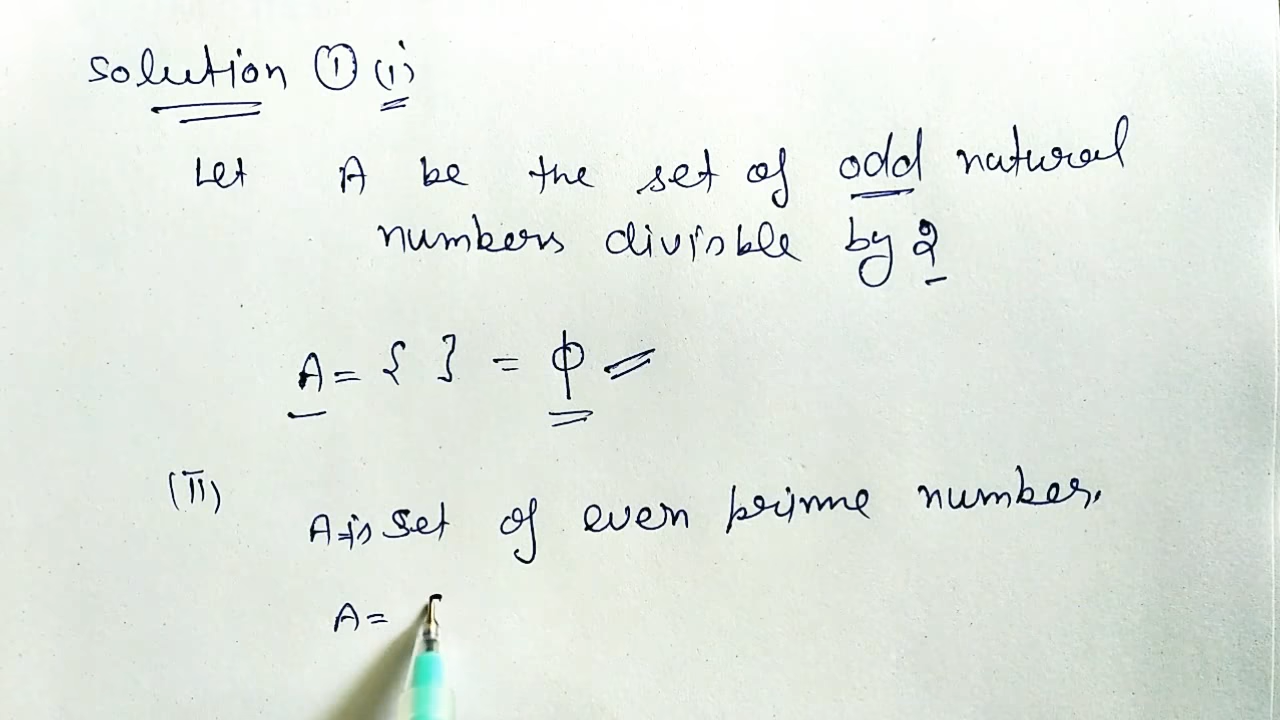 Solution ① (i)
Let A be the set of odd natural
numbers divisble by 2
A = { } = φ
(ii)
A is set of even prime number.
A =